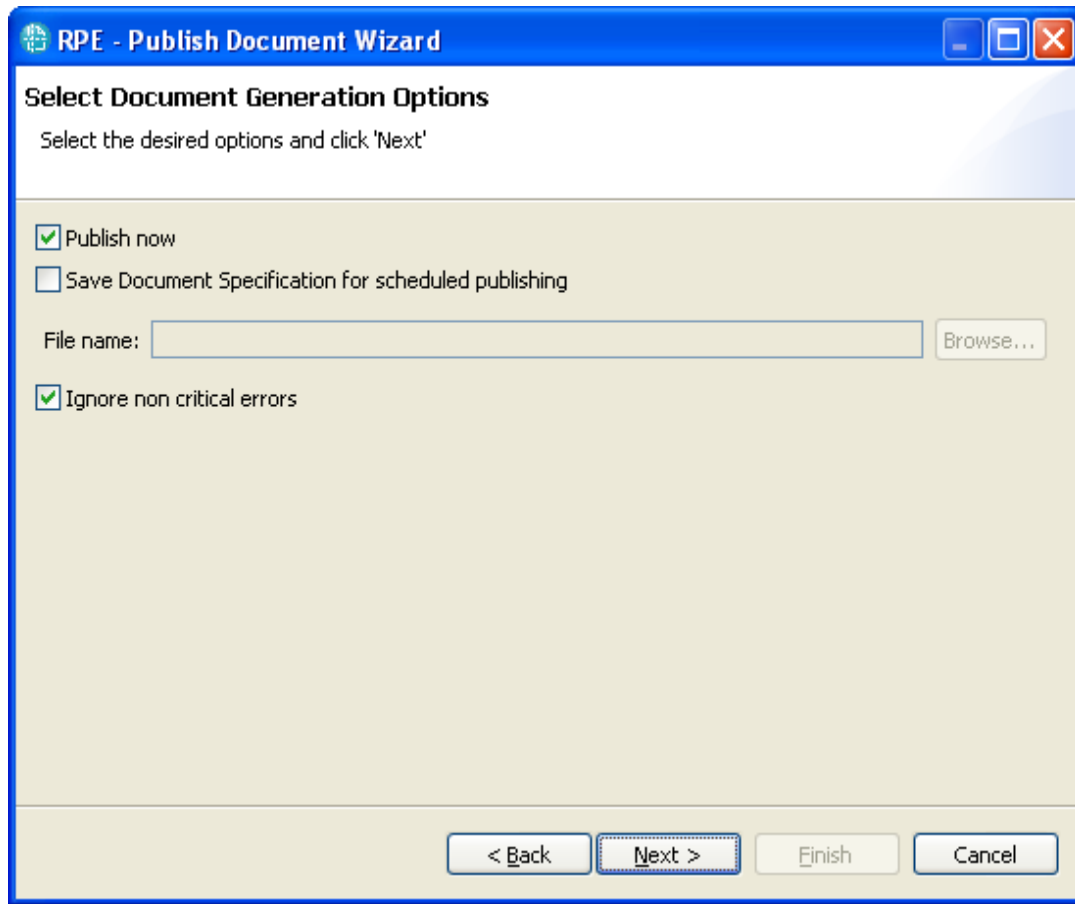 RPE - Publish Document Wizard
Select Document Generation Options
Select the desired options and click 'Next'
Publish now
Save Document Specification for scheduled publishing
File name: Browse...
Ignore non critical errors
< Back Next > Finish Cancel